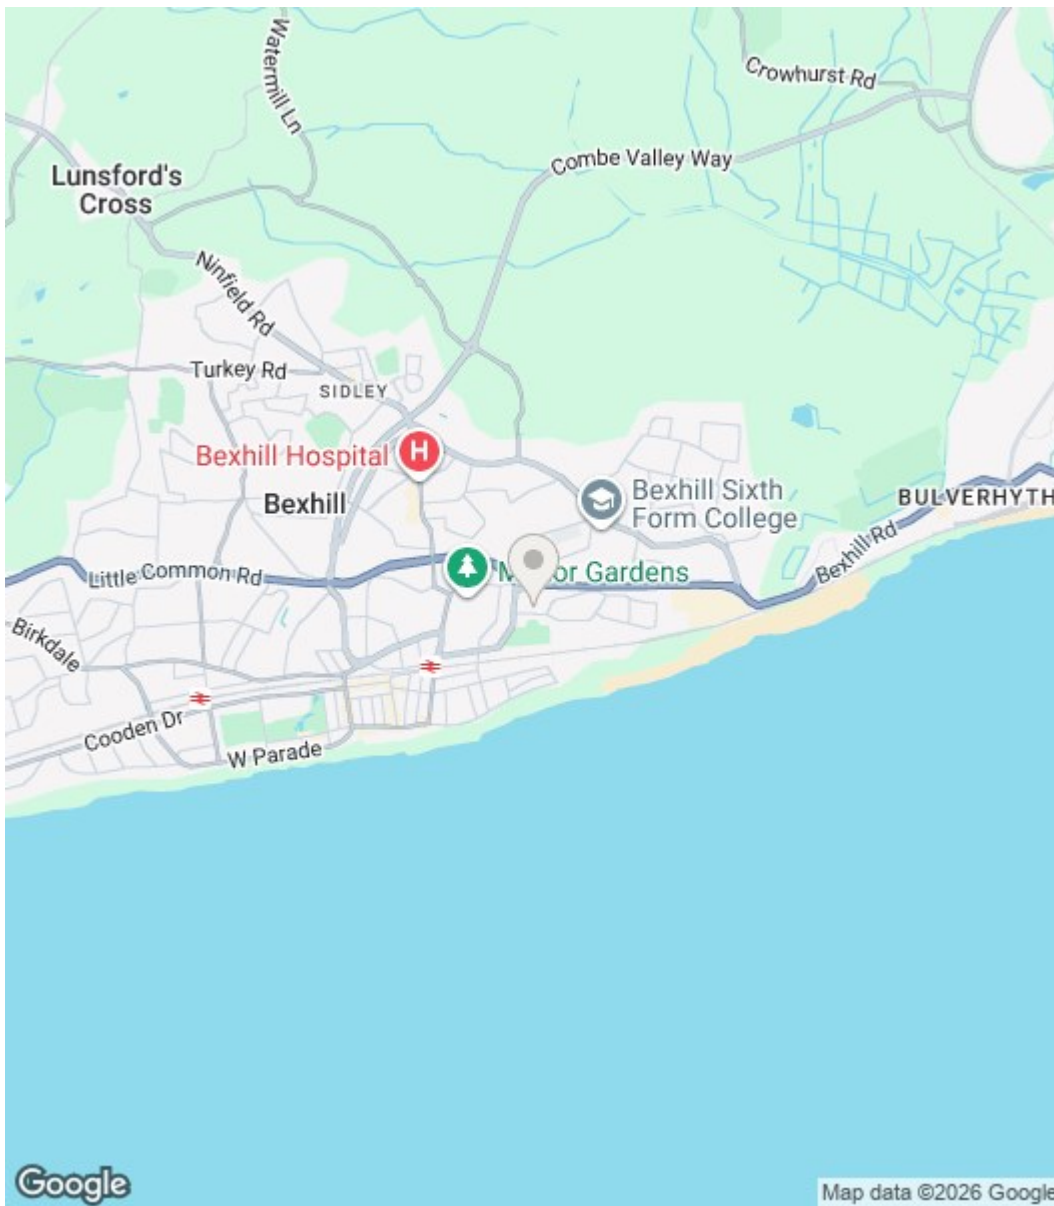 Watermill Ln
Crowhurst Rd
Combe Valley Way
Lunsford's
Cross
Ninfield Rd
Turkey Rd
SIDLEY
Bexhill Hospital
H
Bexhill
Bexhill Sixth
Form College
BULVERHYTH
Bexhill Rd
Gardens
Little Common Rd
Birkdale
Cooden Dr
W Parade
Google
Map data ©2026 Google